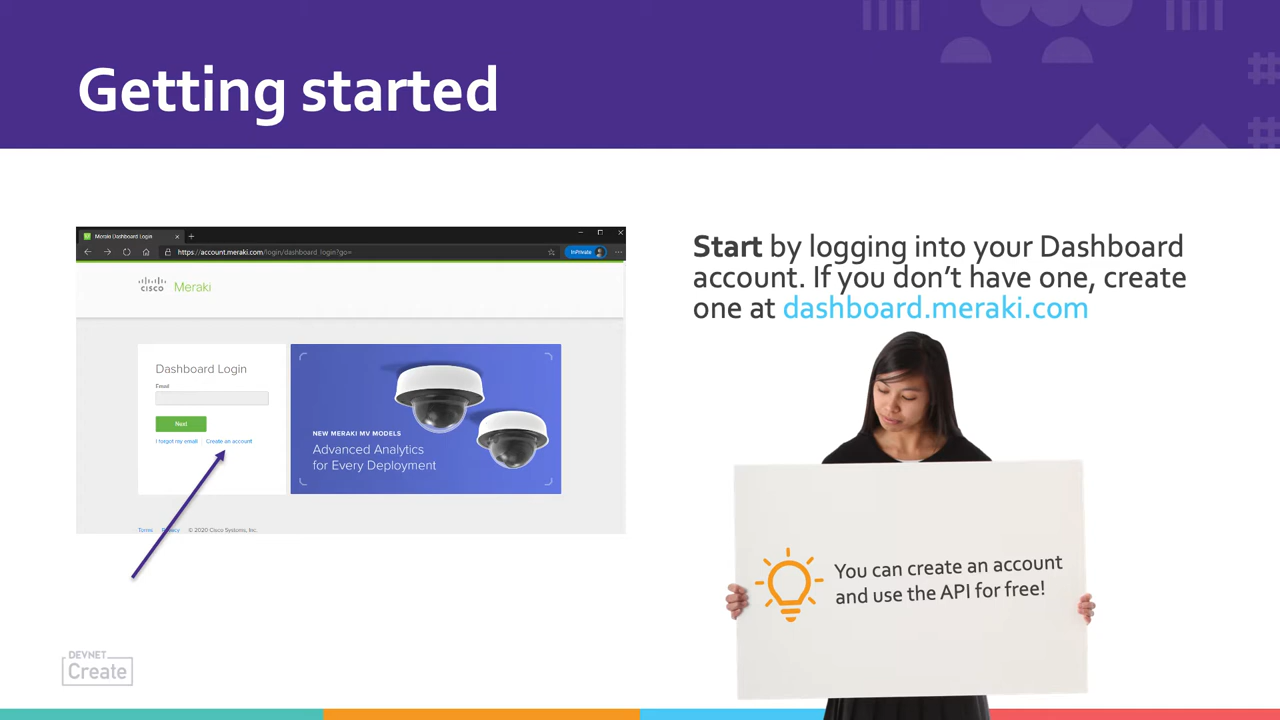 Getting started
Meraki Dashboard Login
https://account.meraki.com/login/dashboard_login?go=
InPrivate
CISCO Meraki
Dashboard Login
Email
Next
I forgot my email | Create an account
NEW MERAKI MV MODELS
Advanced Analytics
for Every Deployment
Terms Privacy © 2020 Cisco Systems, Inc.
Start by logging into your Dashboard
account. If you don’t have one, create
one at dashboard.meraki.com
You can create an account
and use the API for free!
DEVNET
Create